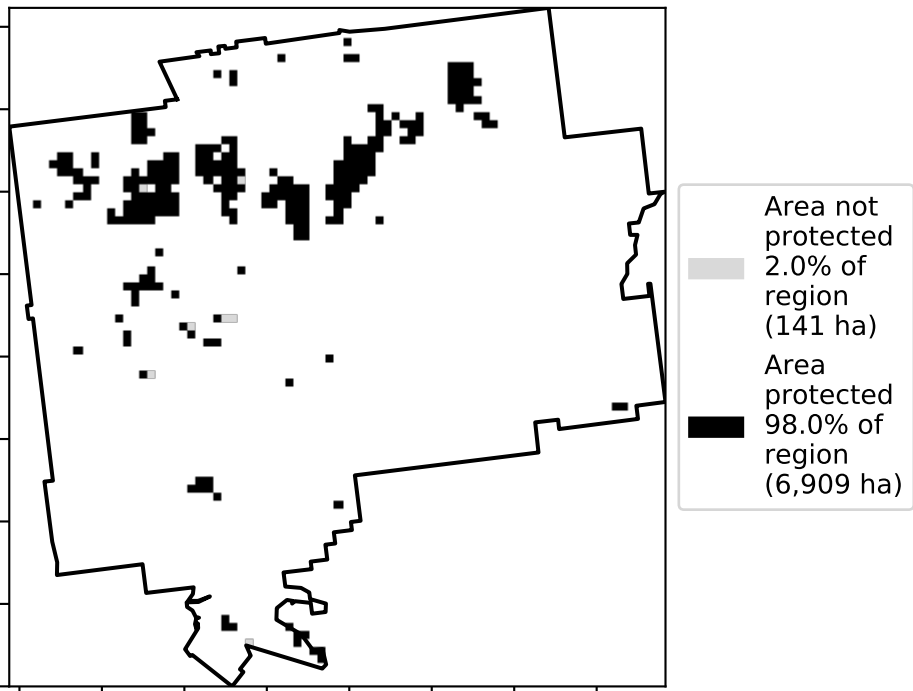 Area not
protected
2.0% of
region
(141 ha)
Area
protected
98.0% of
region
(6,909 ha)